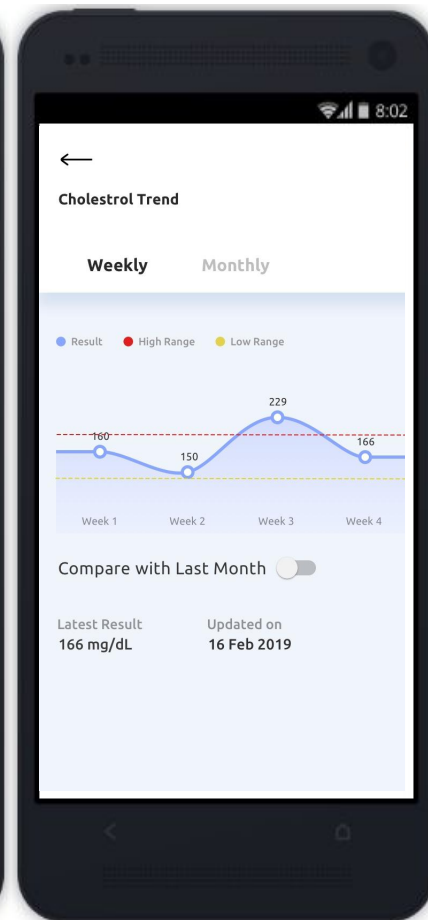 8:02
Cholestrol Trend
Weekly Monthly
Result High Range Low Range
229
160
166
150
Week 1 Week 2 Week 3 Week 4
Compare with Last Month
Latest Result Updated on
166 mg/dL 16 Feb 2019